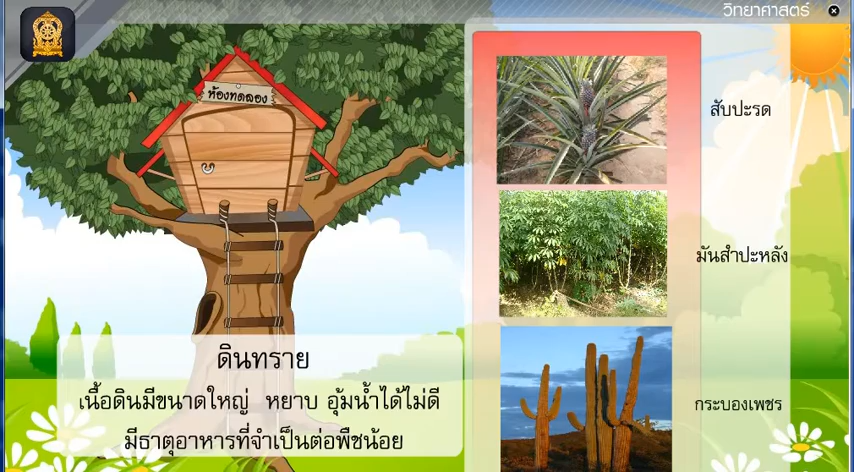 วิทยาศาสตร์
ห้องทดลอง
สับปะรด
มันสำปะหลัง
กระบองเพชร
ดินทราย
เนื้อดินมีขนาดใหญ่ หยาบ อุ้มน้ำได้ไม่ดี
มีธาตุอาหารที่จำเป็นต่อพืชน้อย